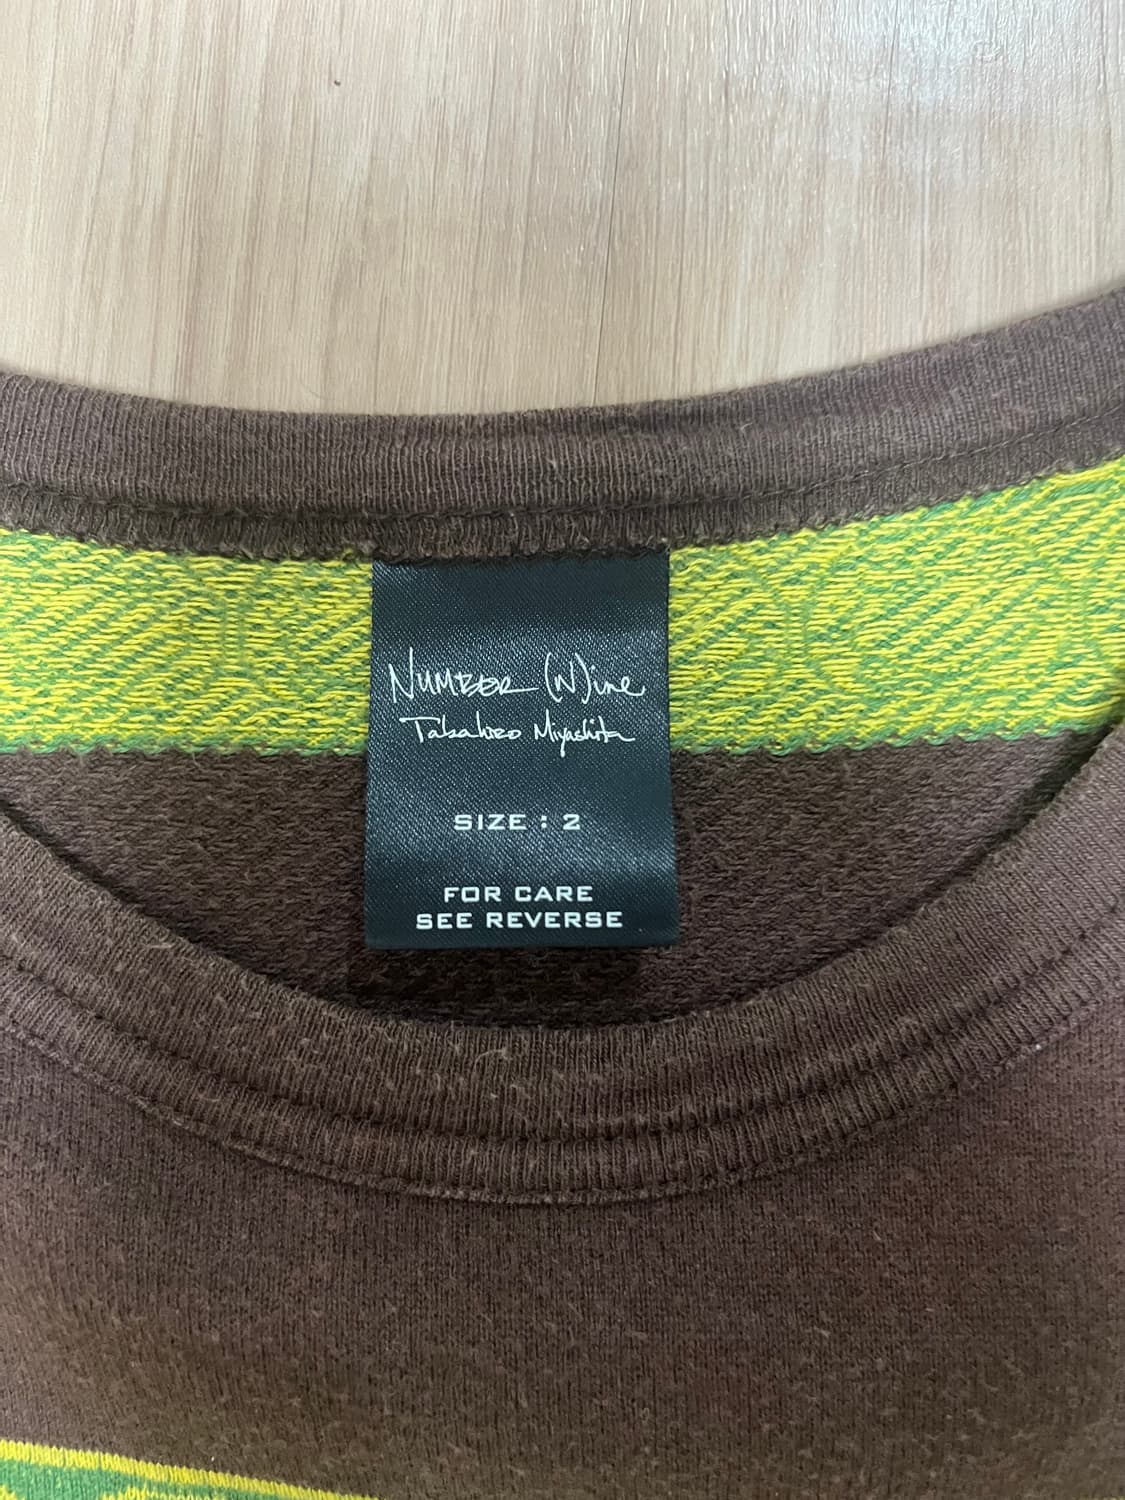 NUMBER (N)ine
Takahiro Miyashita
SIZE : 2
FOR CARE
SEE REVERSE